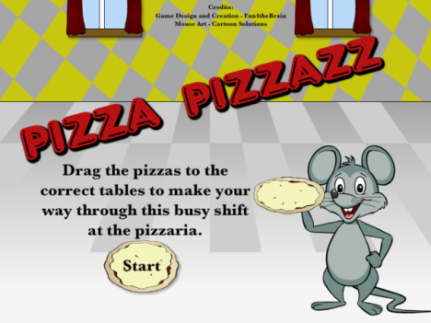 Credits:
Game Design and Creation - Fun4theBrain
Mouse Art - Cartoon Solutions
PIZZA PIZZAZZ
Drag the pizzas to the
correct tables to make your
way through this busy shift
at the pizzaria.
Start